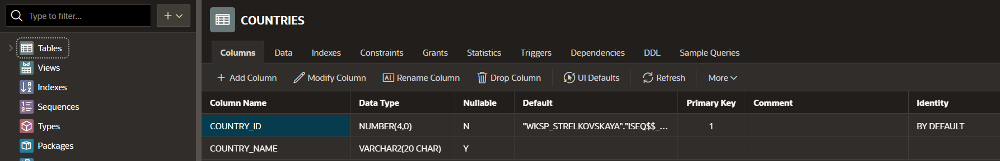 Type to filter...
COUNTRIES
Tables
Views
Indexes
Sequences
Types
Packages
Columns Data Indexes Constraints Grants Statistics Triggers Dependencies DDL Sample Queries
Add Column Modify Column Rename Column Drop Column UI Defaults Refresh More
Column Name Data Type Nullable Default Primary Key Comment Identity
COUNTRY_ID NUMBER(4,0) N "WKSP_STRELKOVSKAYA"."ISEQ$$_... 1 BY DEFAULT
COUNTRY_NAME VARCHAR2(20 CHAR) Y